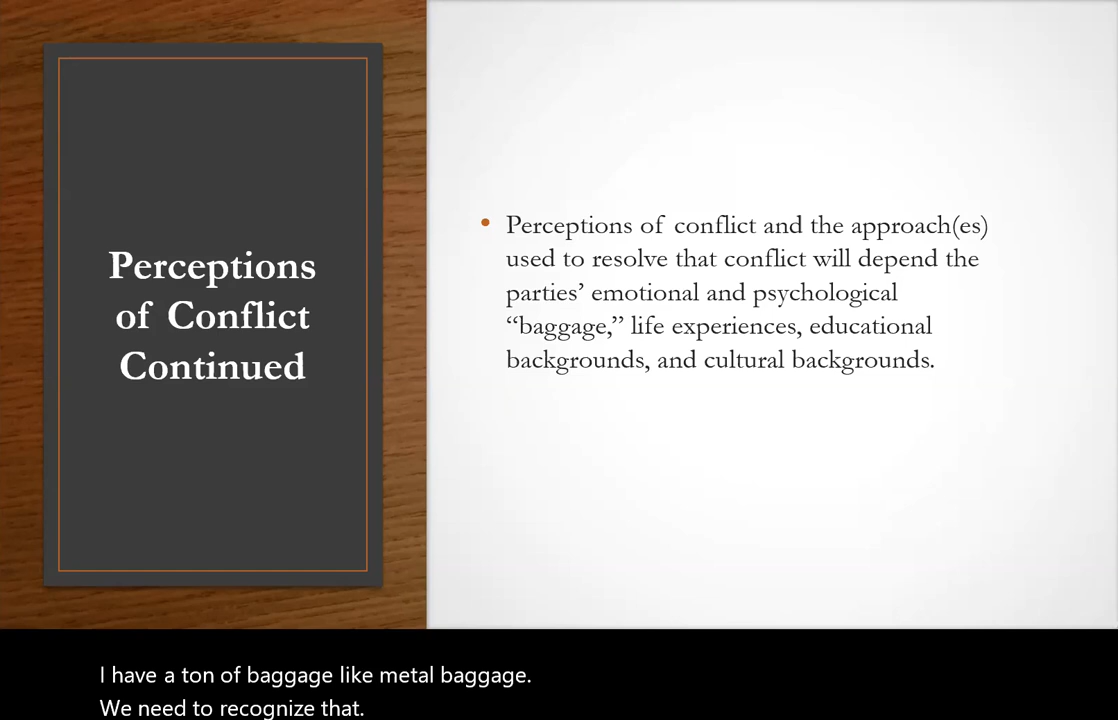 Perceptions
of Conflict
Continued
• Perceptions of conflict and the approach(es)
used to resolve that conflict will depend the
parties’ emotional and psychological
“baggage,” life experiences, educational
backgrounds, and cultural backgrounds.
I have a ton of baggage like metal baggage.
We need to recognize that.